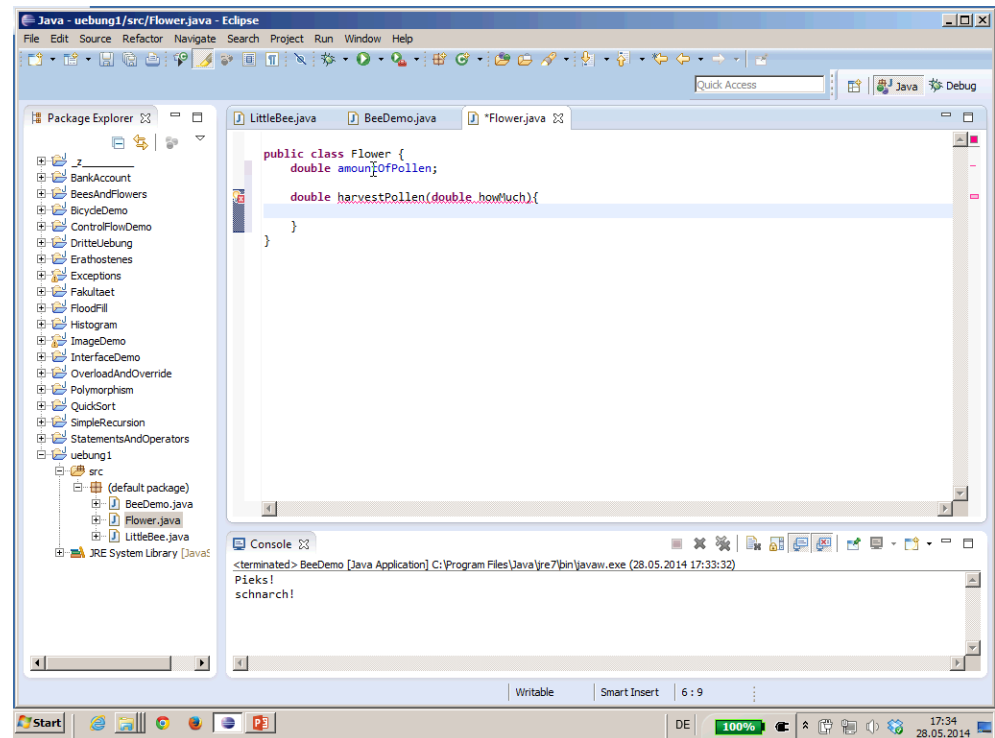 Java - uebung1/src/Flower.java - Eclipse
File Edit Source Refactor Navigate Search Project Run Window Help
Quick Access
Java
Debug
Package Explorer
LittleBee.java
BeeDemo.java
*Flower.java
_z_________
BankAccount
BeesAndFlowers
BicycleDemo
ControlFlowDemo
DritteUebung
Erathostenes
Exceptions
Fakultaet
FloodFill
Histogram
ImageDemo
InterfaceDemo
OverloadAndOverride
Polymorphism
QuickSort
SimpleRecursion
StatementsAndOperators
uebung1
src
(default package)
BeeDemo.java
Flower.java
LittleBee.java
JRE System Library [JavaS
public class Flower {
double amountOfPollen;
double harvestPollen(double howMuch){
}
}
Console
<terminated> BeeDemo [Java Application] C:\Program Files\Java\jre7\bin\javaw.exe (28.05.2014 17:33:32)
Pieks!
schnarch!
Writable
Smart Insert
6 : 9
Start
DE
100%
17:34
28.05.2014